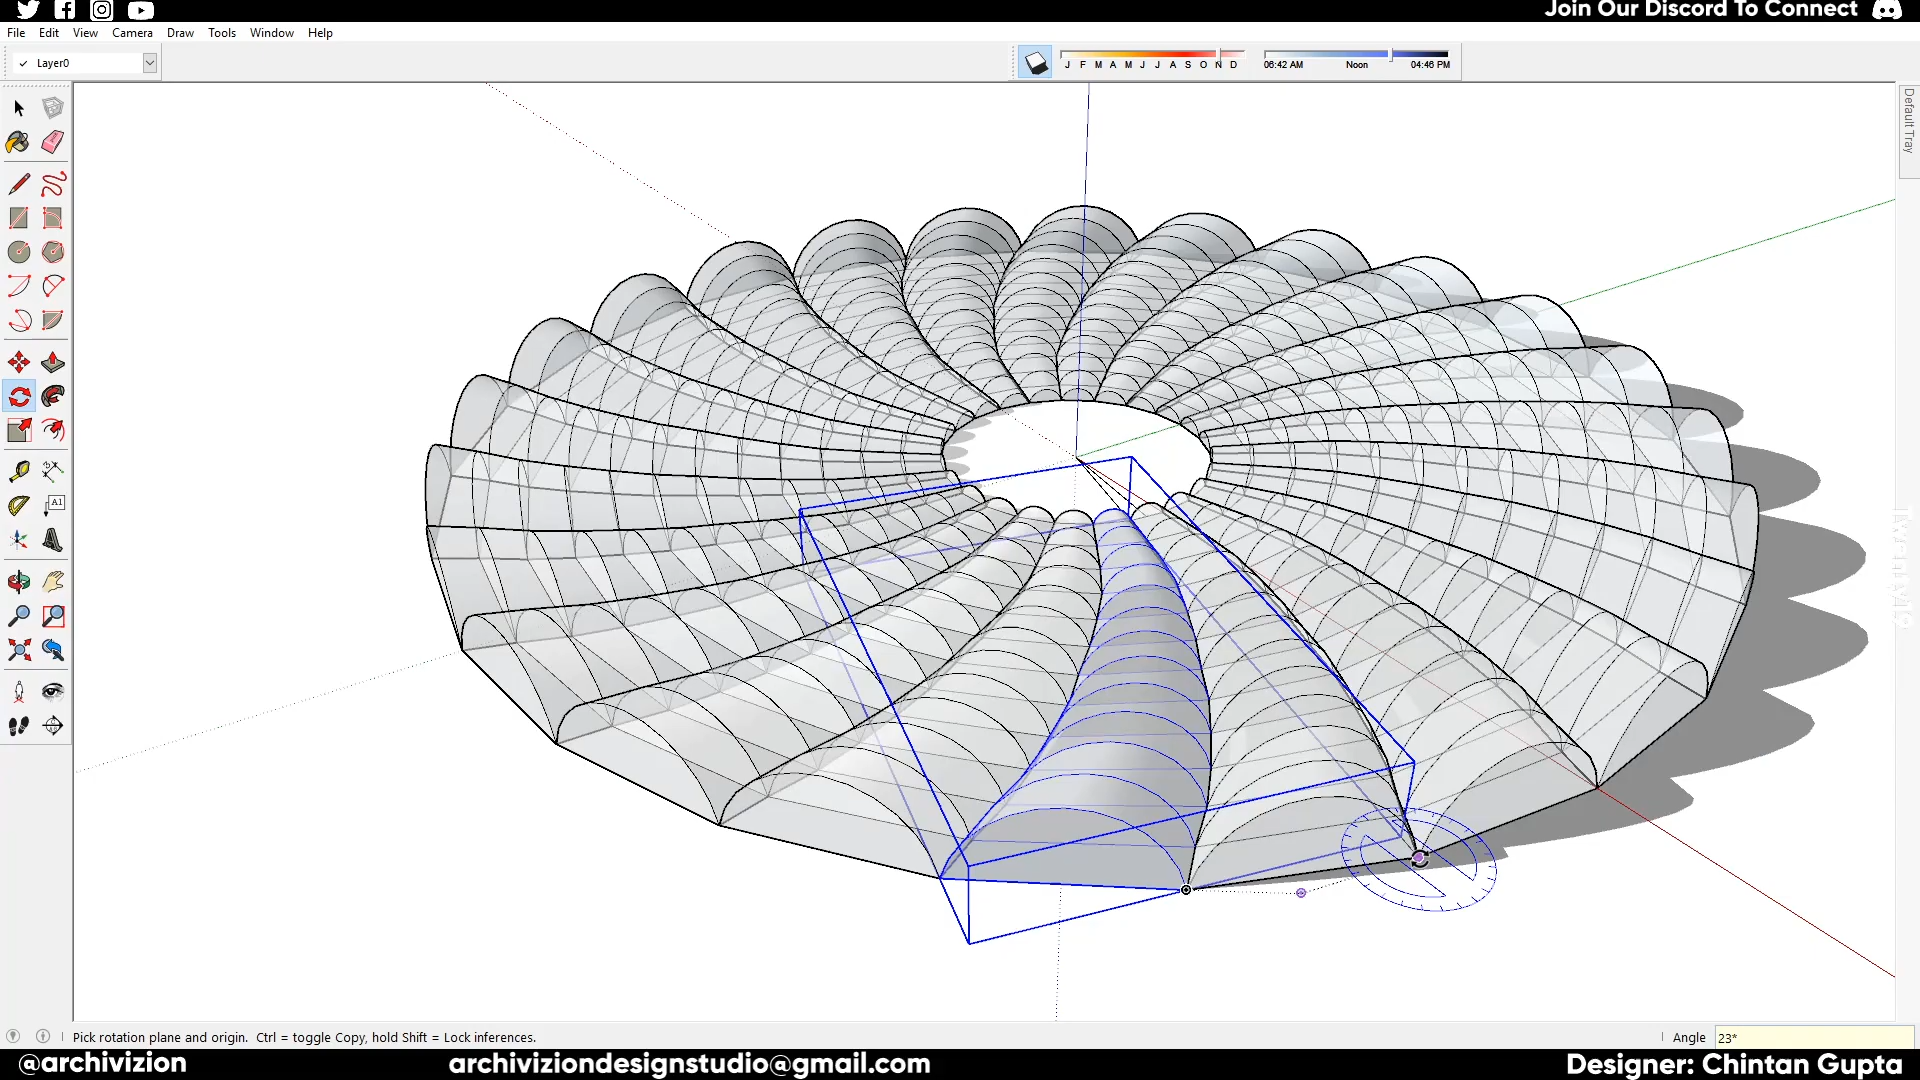 Join Our Discord To Connect
File Edit View Camera Draw Tools Window Help
Layer0
J F M A M J J A S O N D
06:42 AM Noon 04:46 PM
Default Tray
A1
Pick rotation plane and origin. Ctrl = toggle Copy, hold Shift = Lock inferences.
Angle 23*
@archivizion
archiviziondesignstudio@gmail.com
Designer: Chintan Gupta